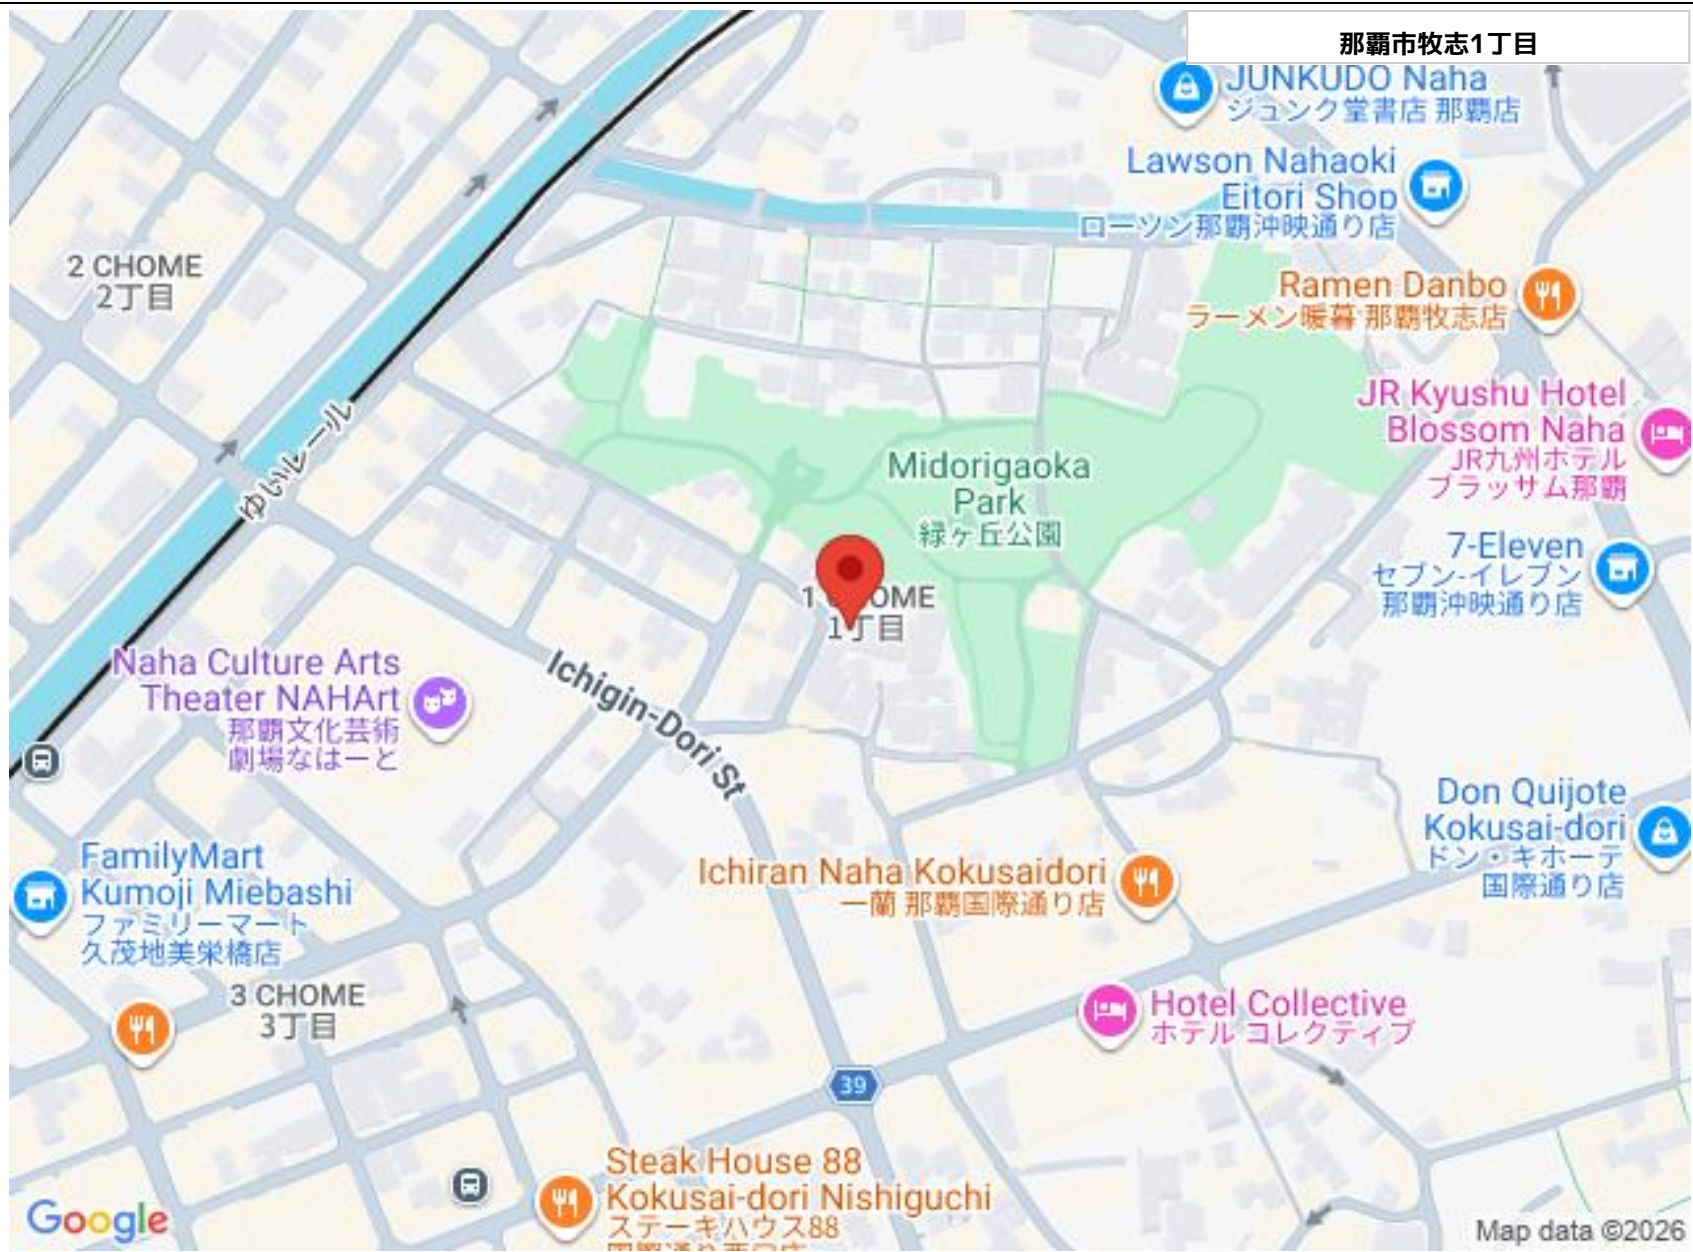 那覇市牧志1丁目
JUNKUDO Naha
ジュンク堂書店 那覇店
Lawson Nahaoki
Eitori Shop
ローソン那覇沖映通り店
2 CHOME
2丁目
Ramen Danbo
ラーメン暖暮 那覇牧志店
JR Kyushu Hotel
Blossom Naha
JR九州ホテル
ブラッサム那覇
ゆいレール
Midorigaoka
Park
緑ヶ丘公園
7-Eleven
セブン-イレブン
那覇沖映通り店
1 CHOME
1丁目
Naha Culture Arts
Theater NAHArt
那覇文化芸術
劇場なはーと
Ichigin-Dori St
Don Quijote
Kokusai-dori
ドン・キホーテ
国際通り店
FamilyMart
Kumoji Miebashi
ファミリーマート
久茂地美栄橋店
Ichiran Naha Kokusaidori
一蘭 那覇国際通り店
3 CHOME
3丁目
Hotel Collective
ホテル コレクティブ
39
Steak House 88
Kokusai-dori Nishiguchi
ステーキハウス88
国際通り西口店
Google
Map data ©2026